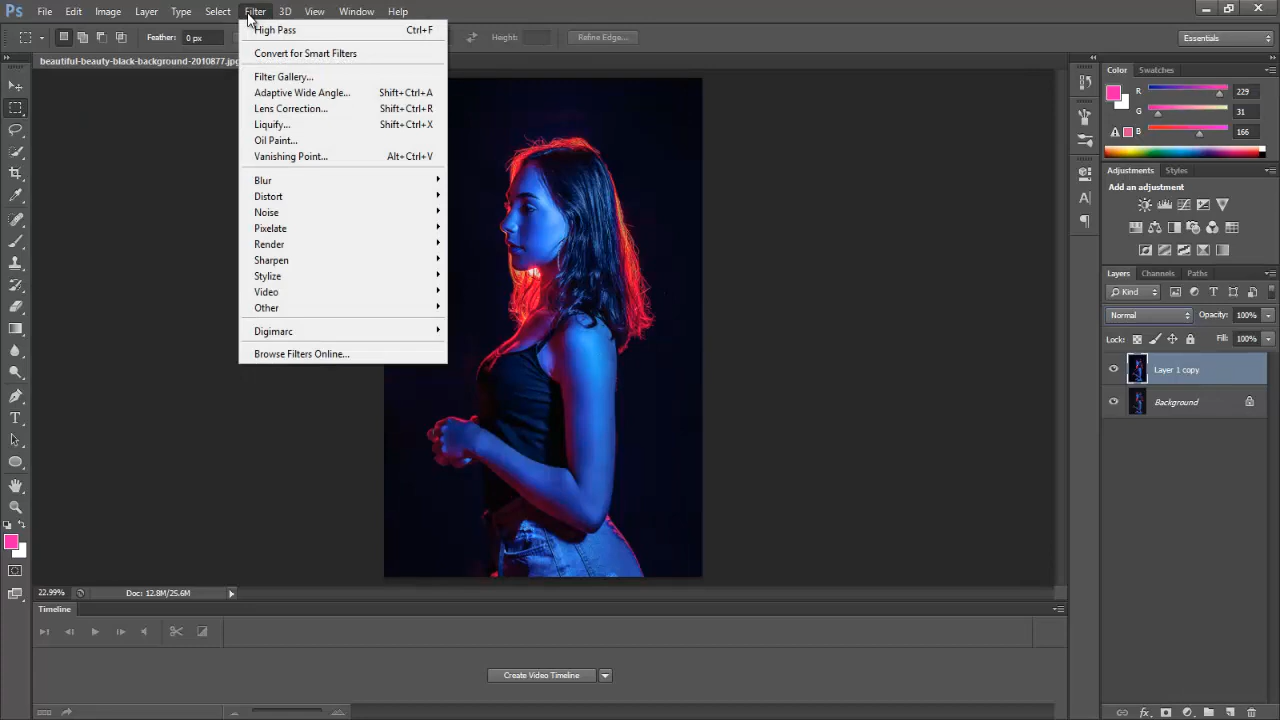 Ps File Edit Image Layer Type Select Filter 3D View Window Help
Feather: 0 px Height: Refine Edge... Essentials
beautiful-beauty-black-background-2010877.jpg
High Pass Ctrl+F
Convert for Smart Filters
Filter Gallery...
Adaptive Wide Angle... Shift+Ctrl+A
Lens Correction... Shift+Ctrl+R
Liquify... Shift+Ctrl+X
Oil Paint...
Vanishing Point... Alt+Ctrl+V
Blur
Distort
Noise
Pixelate
Render
Sharpen
Stylize
Video
Other
Digimarc
Browse Filters Online...
Color Swatches
R 229
G 31
B 166
Adjustments Styles
Add an adjustment
Layers Channels Paths
Kind
Normal Opacity: 100%
Lock: Fill: 100%
Layer 1 copy
Background
22.99% Doc: 12.8M/25.6M
Timeline
Create Video Timeline